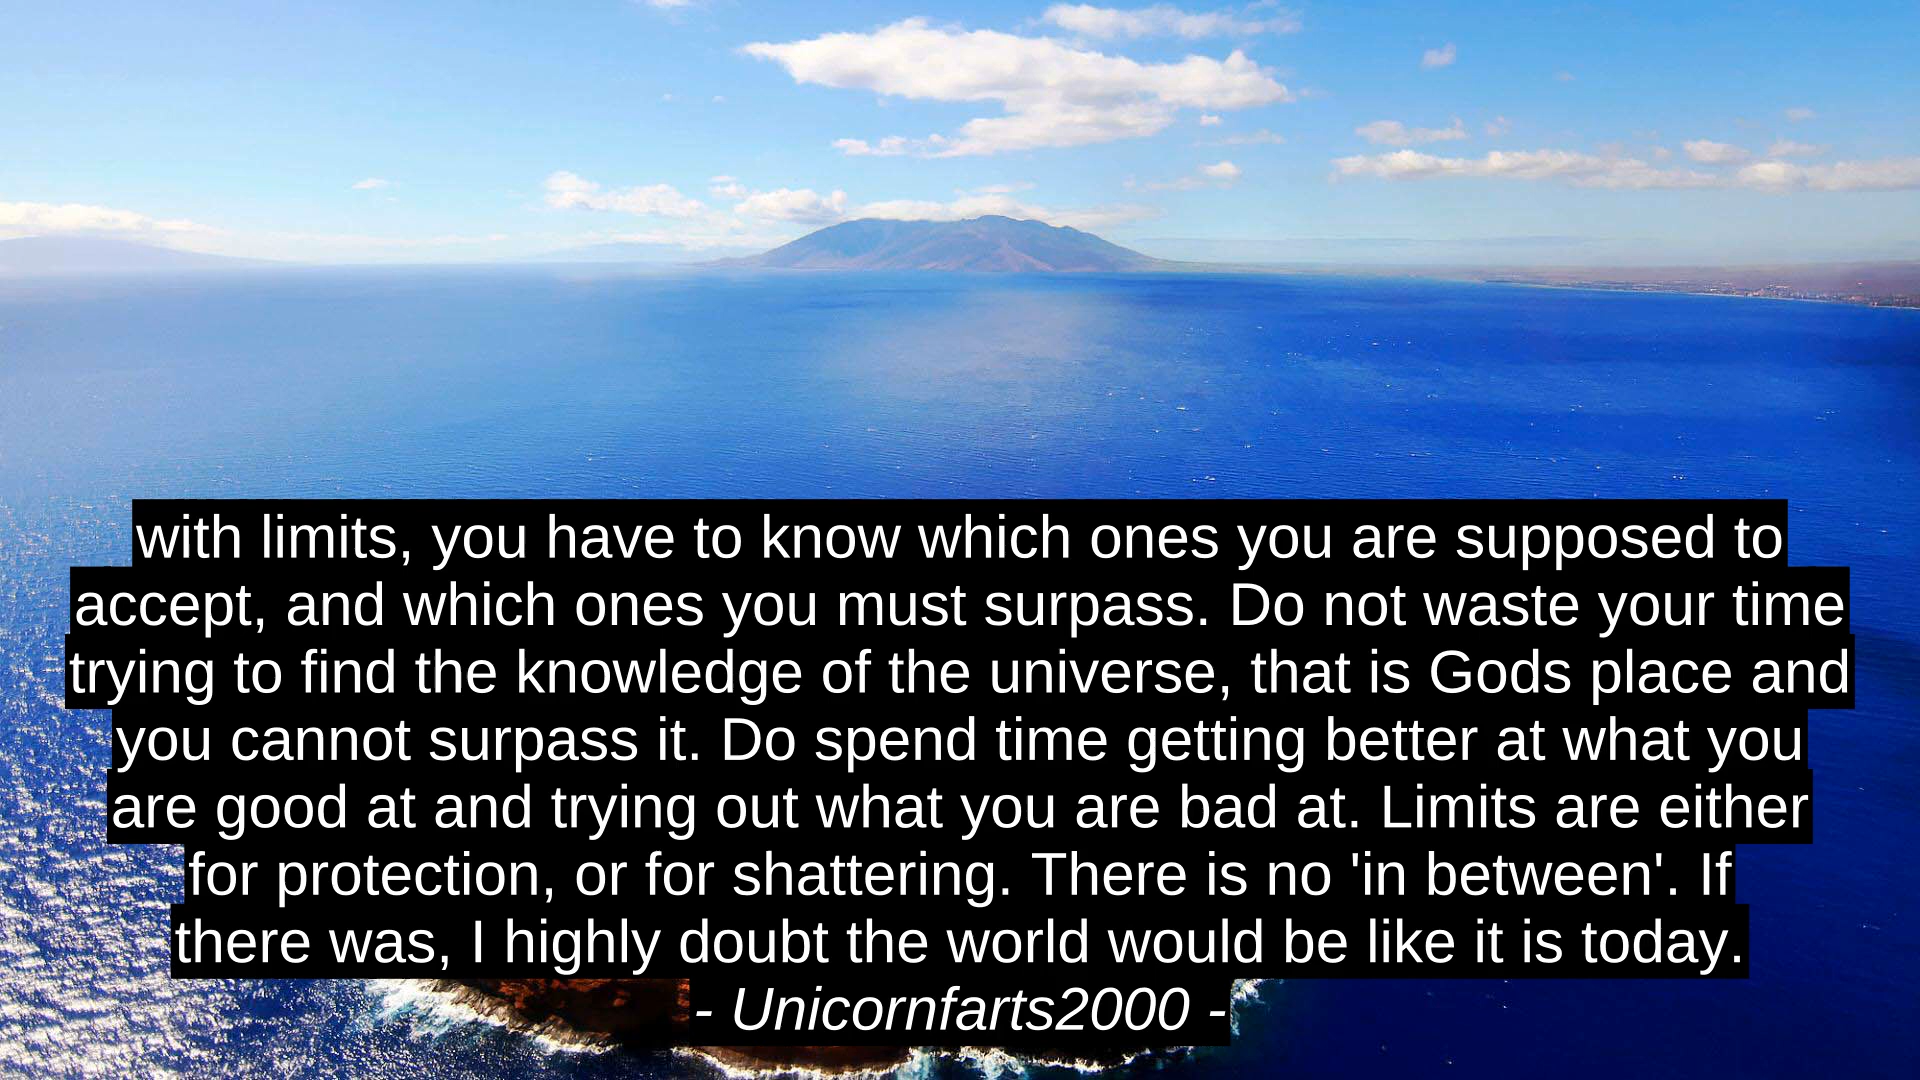 with limits, you have to know which ones you are supposed to
accept, and which ones you must surpass. Do not waste your time
trying to find the knowledge of the universe, that is Gods place and
you cannot surpass it. Do spend time getting better at what you
are good at and trying out what you are bad at. Limits are either
for protection, or for shattering. There is no 'in between'. If
there was, I highly doubt the world would be like it is today.
- Unicornfarts2000 -